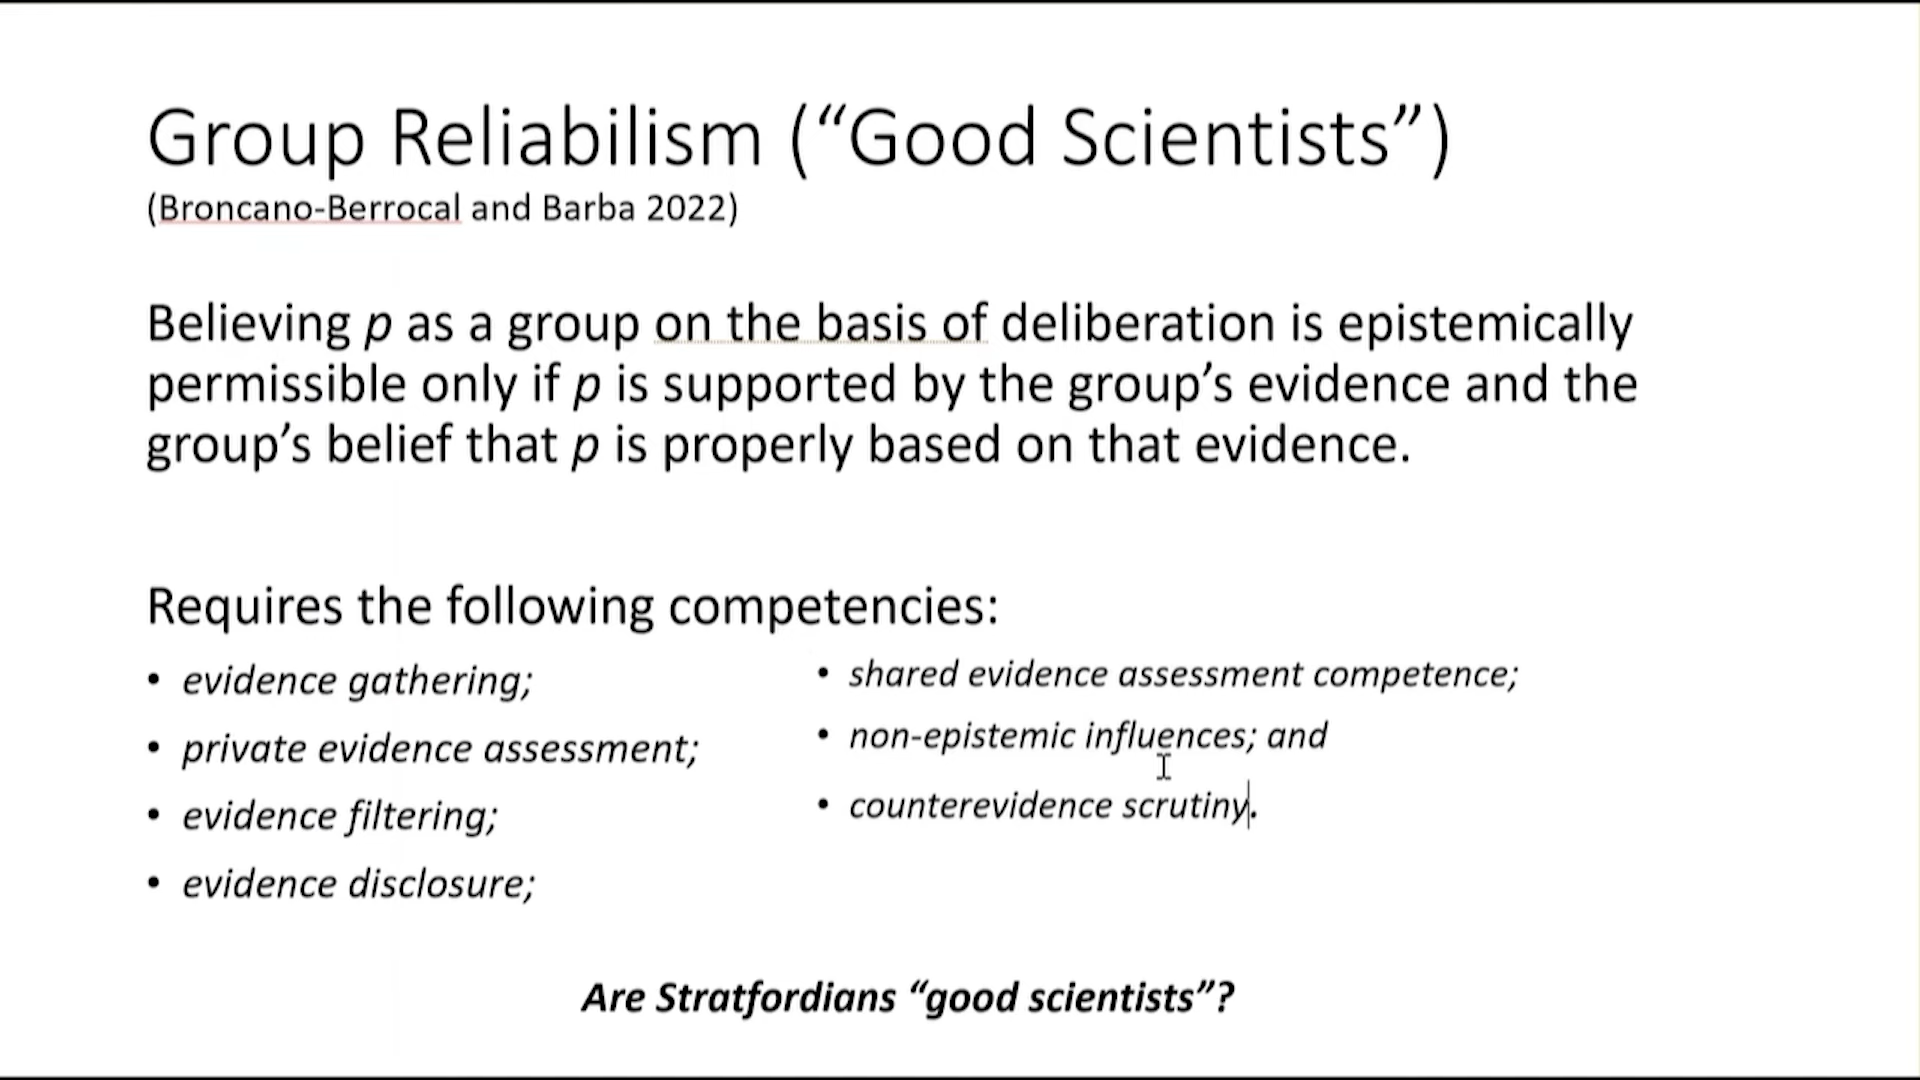 Group Reliabilism (“Good Scientists”)
(Broncano-Berrocal and Barba 2022)
Believing p as a group on the basis of deliberation is epistemically
permissible only if p is supported by the group’s evidence and the
group’s belief that p is properly based on that evidence.
Requires the following competencies:
• evidence gathering;
• private evidence assessment;
• evidence filtering;
• evidence disclosure;
• shared evidence assessment competence;
• non-epistemic influences; and
• counterevidence scrutiny.
Are Stratfordians “good scientists”?